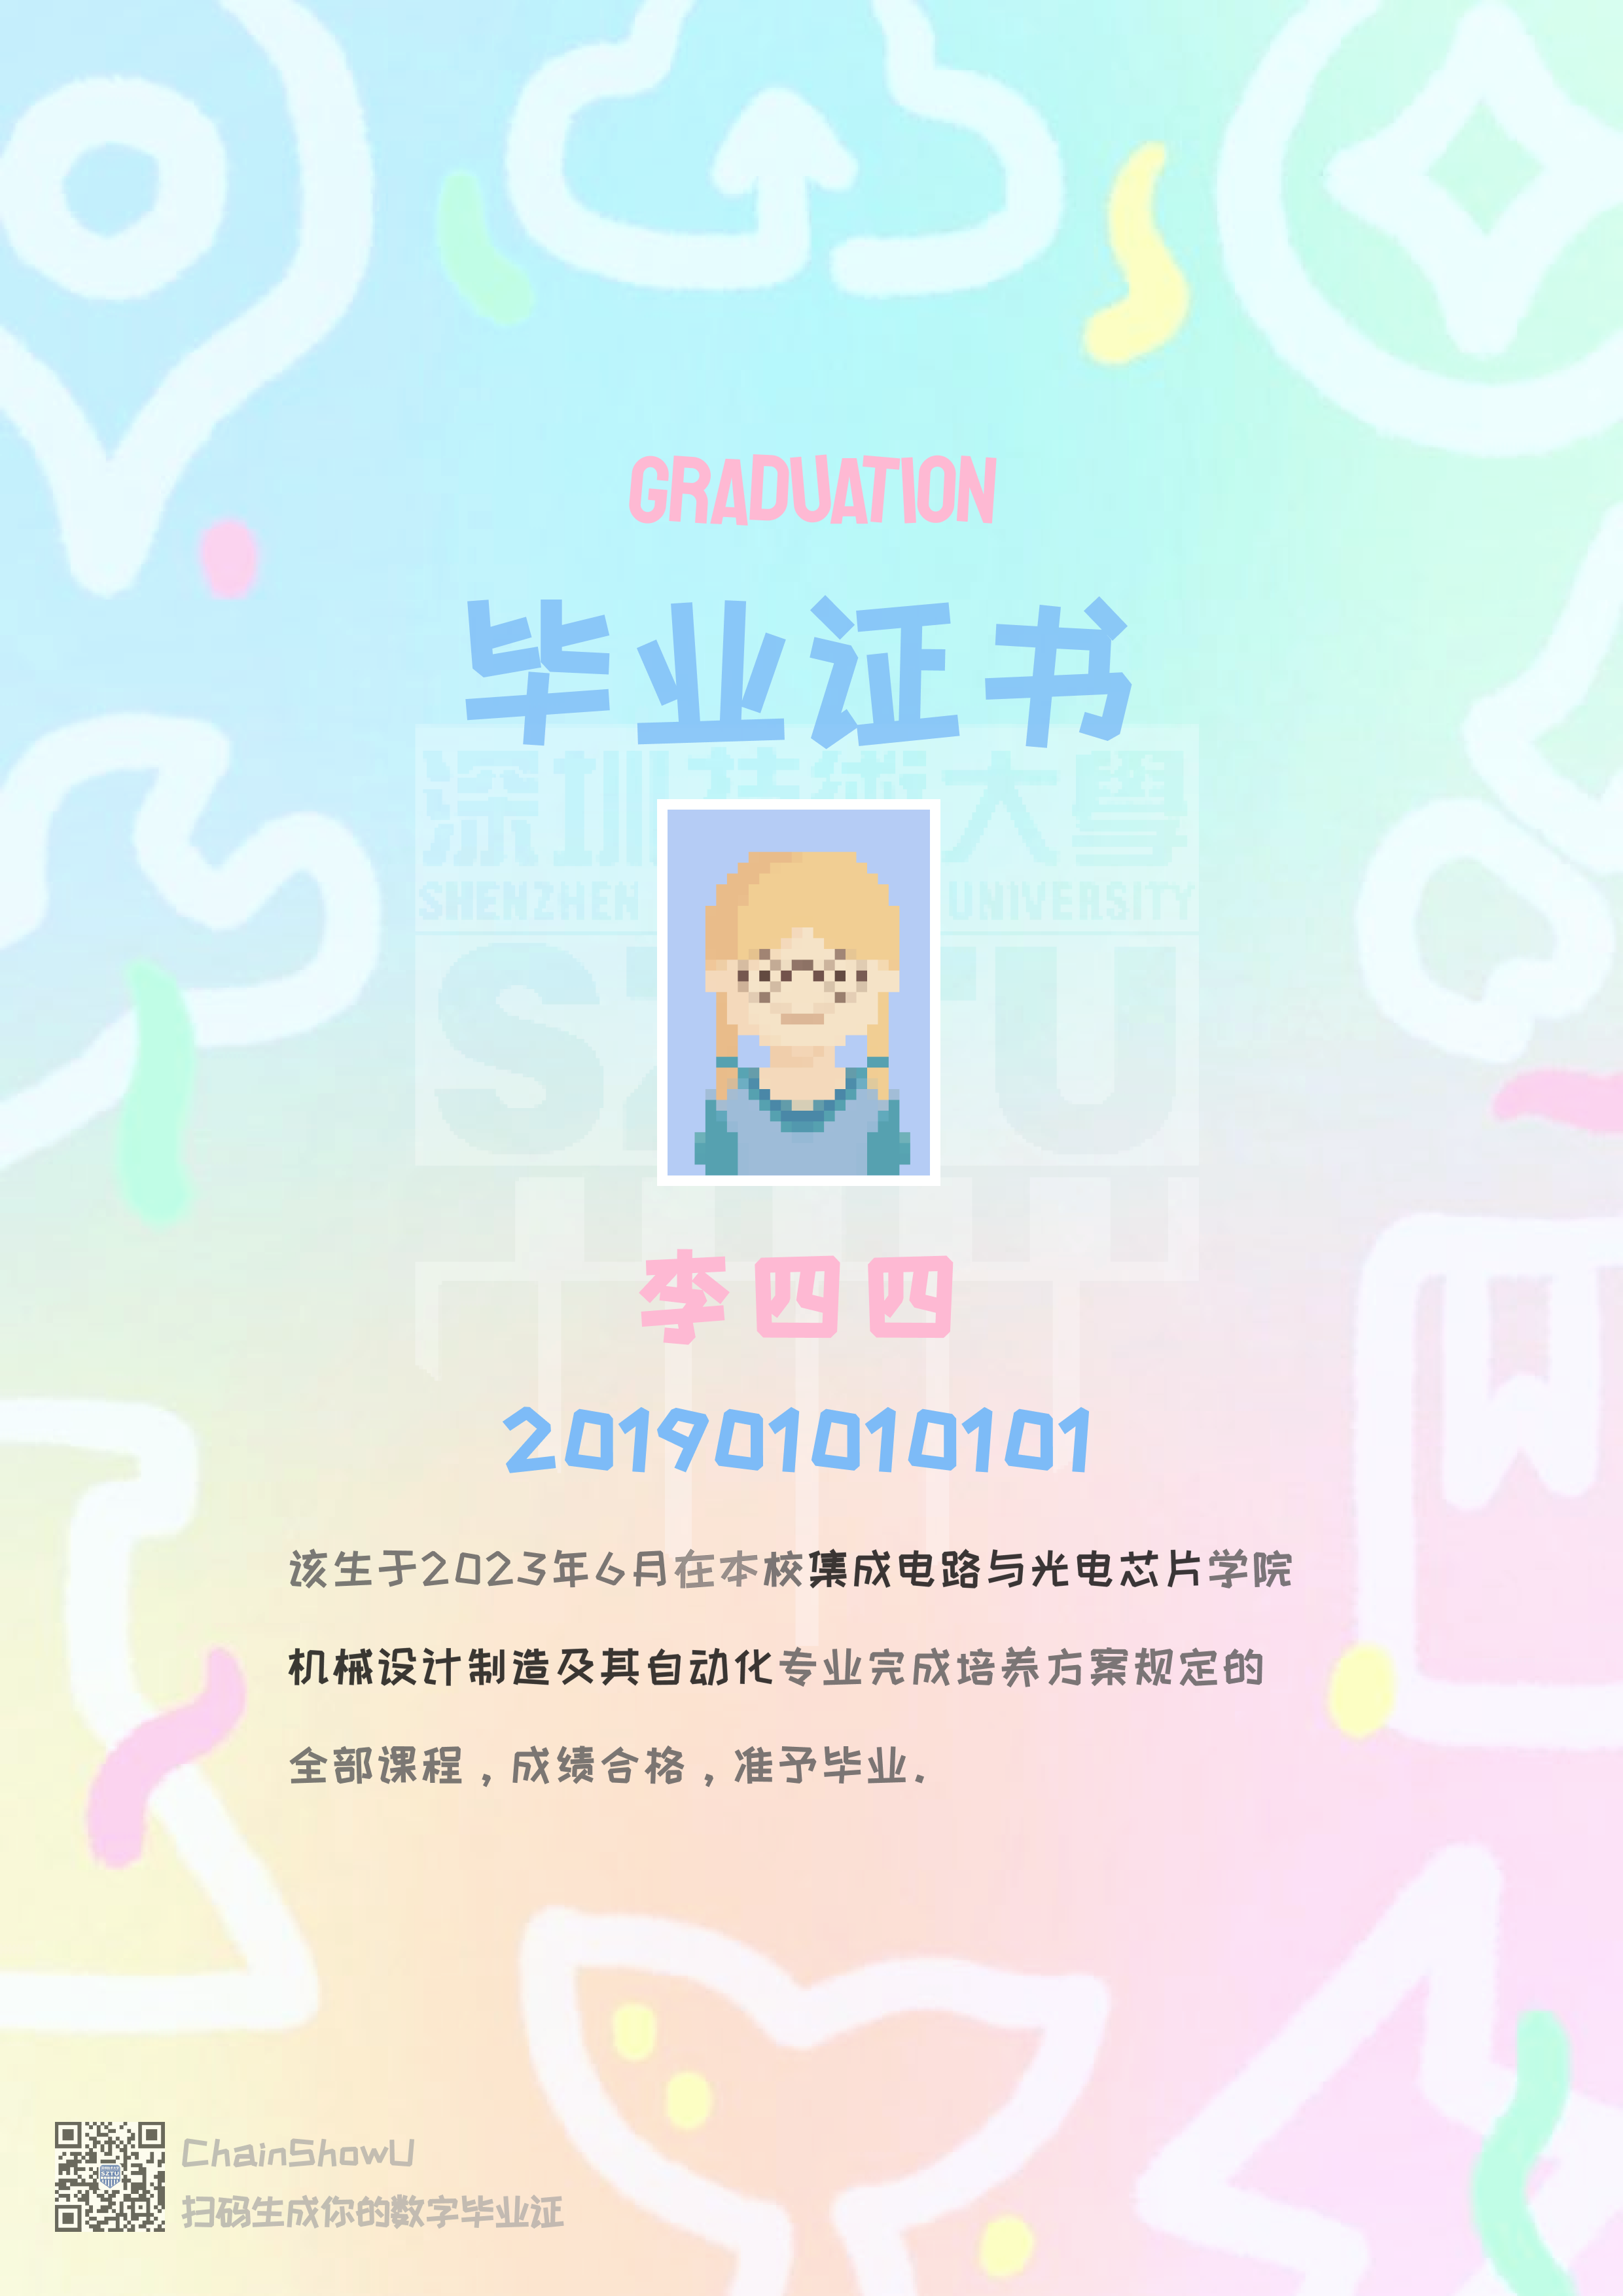 GRADUATION
毕业证书
深圳技術大學
SHENZHEN UNIVERSITY
SZTU
李四四
201901010101
该生于2023年6月在本校集成电路与光电芯片学院
机械设计制造及其自动化专业完成培养方案规定的
全部课程，成绩合格，准予毕业.
ChainShowU
扫码生成你的数字毕业证